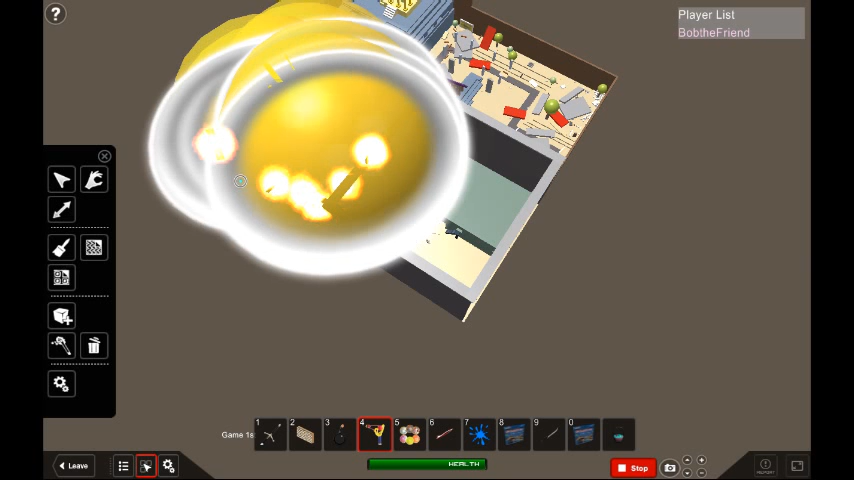 ?
Player List
BobtheFriend
Game 1s
1
2
3
4
5
6
7
8
9
0
Leave
HEALTH
Stop
REPORT